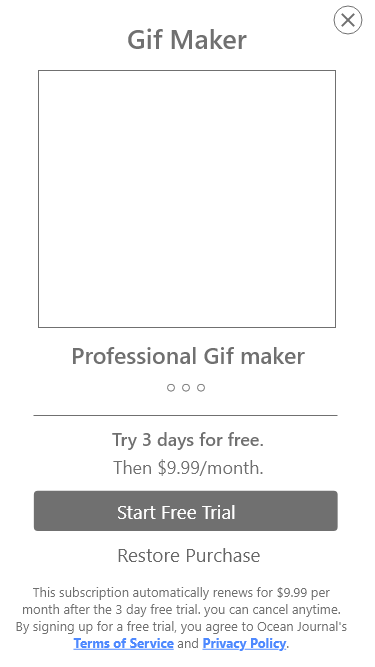 Gif Maker
Professional Gif maker
Try 3 days for free.
Then $9.99/month.
Start Free Trial
Restore Purchase
This subscription automatically renews for $9.99 per
month after the 3 day free trial. you can cancel anytime.
By signing up for a free trial, you agree to Ocean Journal's
Terms of Service and Privacy Policy.